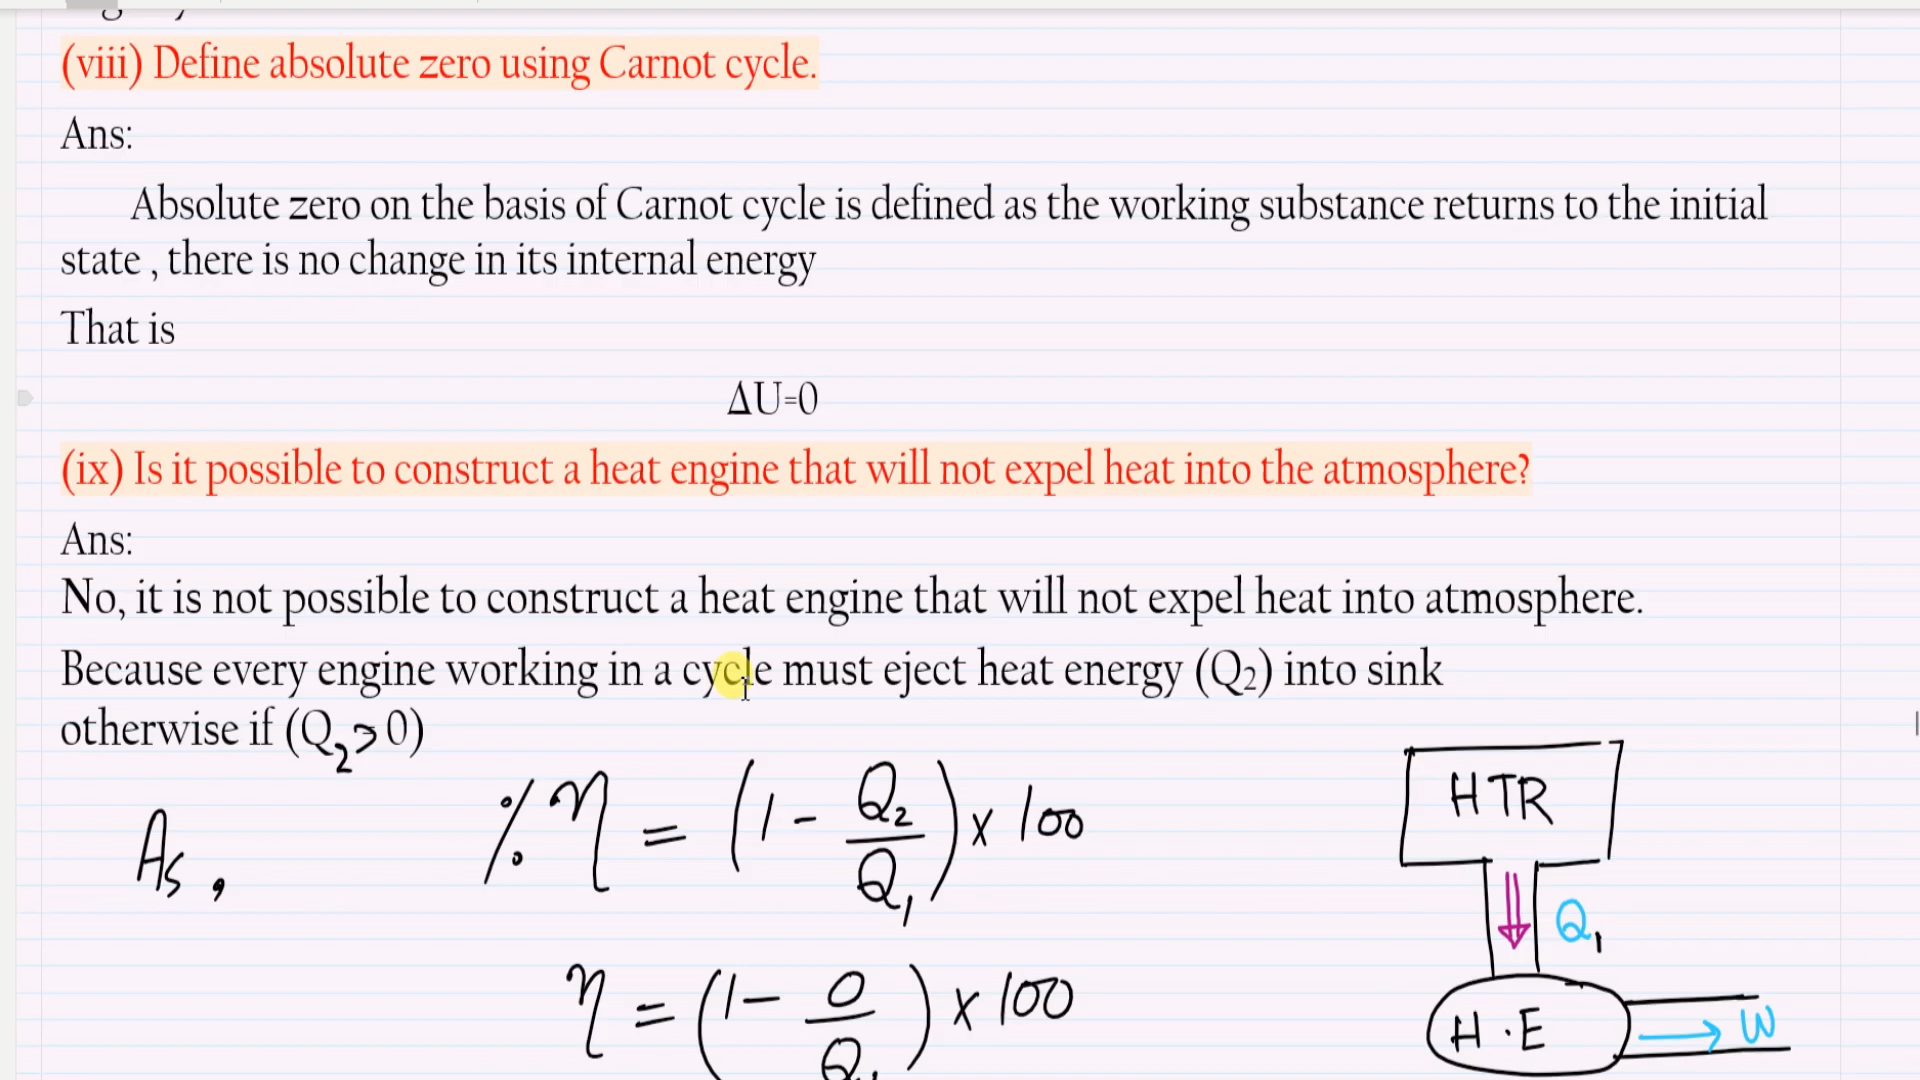 (viii) Define absolute zero using Carnot cycle.
Ans:
Absolute zero on the basis of Carnot cycle is defined as the working substance returns to the initial
state , there is no change in its internal energy
That is
ΔU=0
(ix) Is it possible to construct a heat engine that will not expel heat into the atmosphere?
Ans:
No, it is not possible to construct a heat engine that will not expel heat into atmosphere.
Because every engine working in a cycle must eject heat energy (Q₂) into sink
otherwise if (Q₂ > 0)
As, % η = (1 - Q₂/Q₁) x 100
HTR
Q₁
η = (1 - 0/Q₁) x 100
H.E → W